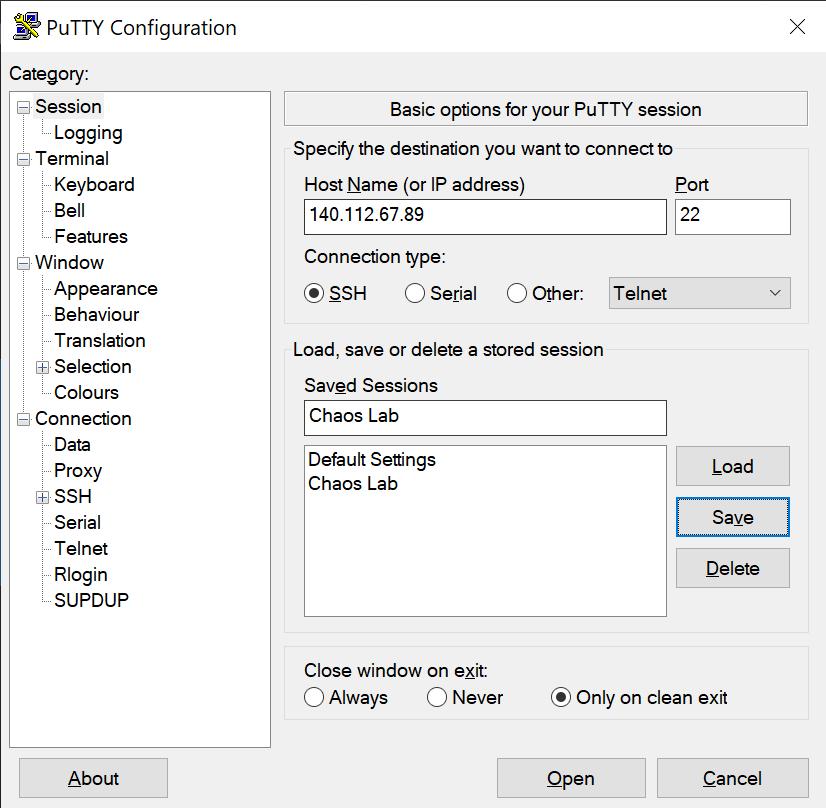 PuTTY Configuration
Category:
Session
Logging
Terminal
Keyboard
Bell
Features
Window
Appearance
Behaviour
Translation
Selection
Colours
Connection
Data
Proxy
SSH
Serial
Telnet
Rlogin
SUPDUP
Basic options for your PuTTY session
Specify the destination you want to connect to
Host Name (or IP address) Port
140.112.67.89 22
Connection type:
SSH Serial Other: Telnet
Load, save or delete a stored session
Saved Sessions
Chaos Lab
Default Settings
Chaos Lab
Load
Save
Delete
Close window on exit:
Always Never Only on clean exit
About Open Cancel